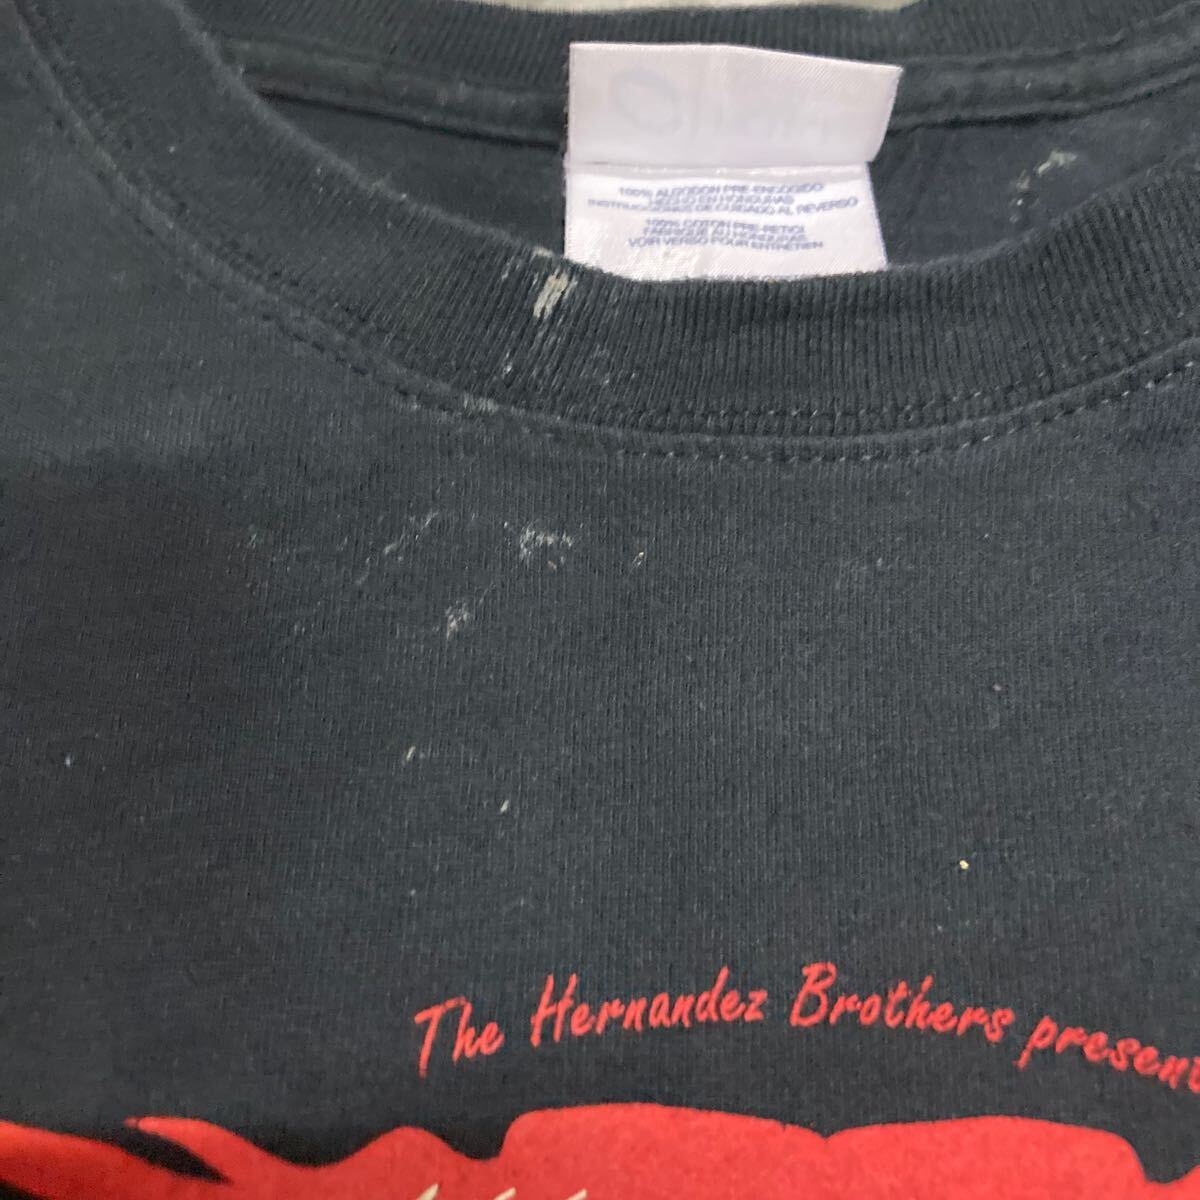 100% ALGODON PRE-ENCOGIDO
HECHO EN HONDURAS
INSTRUCCIONES DE CUIDADO AL REVERSO
100% COTON PRE-RETICI
FABRIQUE AU HONDURAS
VOIR VERSO POUR ENTRETIEN
The Hernandez Brothers present